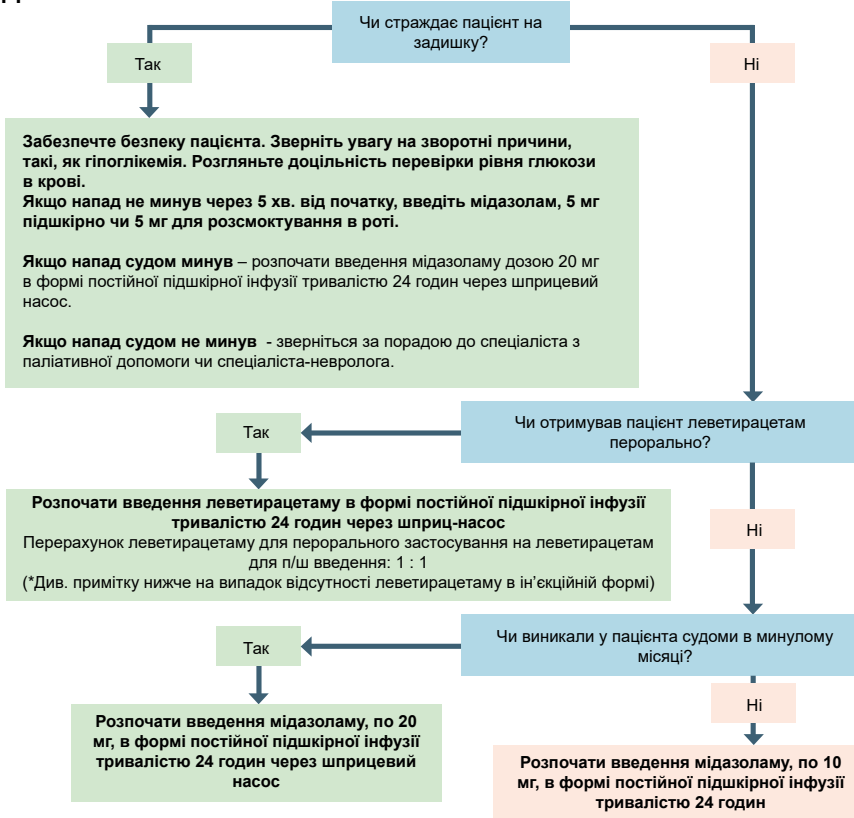 Чи страждає пацієнт на
задишку?
Так
Ні
Забезпечте безпеку пацієнта. Зверніть увагу на зворотні причини,
такі, як гіпоглікемія. Розгляньте доцільність перевірки рівня глюкози
в крові.
Якщо напад не минув через 5 хв. від початку, введіть мідазолам, 5 мг
підшкірно чи 5 мг для розсмоктування в роті.
Якщо напад судом минув – розпочати введення мідазоламу дозою 20 мг
в формі постійної підшкірної інфузії тривалістю 24 годин через шприцевий
насос.
Якщо напад судом не минув - зверніться за порадою до спеціаліста з
паліативної допомоги чи спеціаліста-невролога.
Чи отримував пацієнт леветирацетам
перорально?
Так
Розпочати введення леветирацетаму в формі постійної підшкірної інфузії
тривалістю 24 годин через шприц-насос
Перерахунок леветирацетаму для перорального застосування на леветирацетам
для п/ш введення: 1 : 1
(*Див. примітку нижче на випадок відсутності леветирацетаму в ін’єкційній формі)
Ні
Чи виникали у пацієнта судоми в минулому
місяці?
Так
Ні
Розпочати введення мідазоламу, по 20
мг, в формі постійної підшкірної інфузії
тривалістю 24 годин через шприцевий
насос
Розпочати введення мідазоламу, по 10
мг, в формі постійної підшкірної інфузії
тривалістю 24 годин